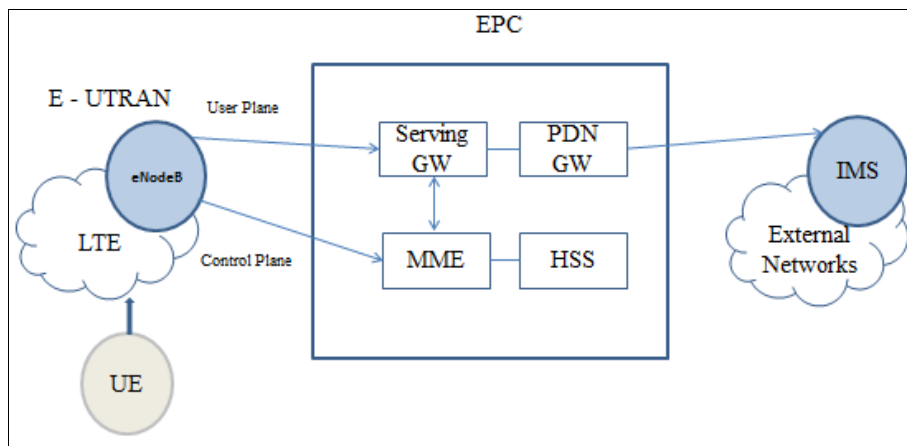 EPC
E - UTRAN
User Plane
Serving
GW
PDN
GW
eNodeB
IMS
LTE
Control Plane
MME
HSS
External
Networks
UE